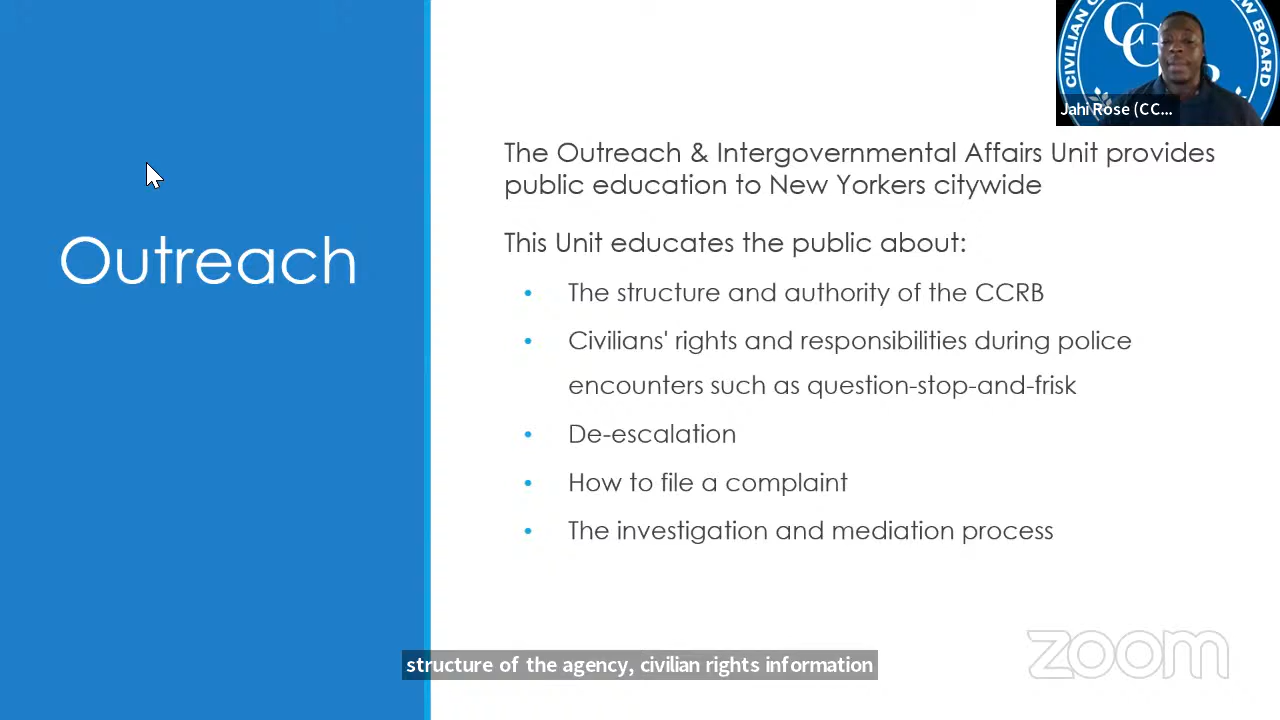 CIVILIAN
BOARD
Jahi Rose (CC...
Outreach
The Outreach & Intergovernmental Affairs Unit provides
public education to New Yorkers citywide
This Unit educates the public about:
• The structure and authority of the CCRB
• Civilians' rights and responsibilities during police
encounters such as question-stop-and-frisk
• De-escalation
• How to file a complaint
• The investigation and mediation process
structure of the agency, civilian rights information
zoom